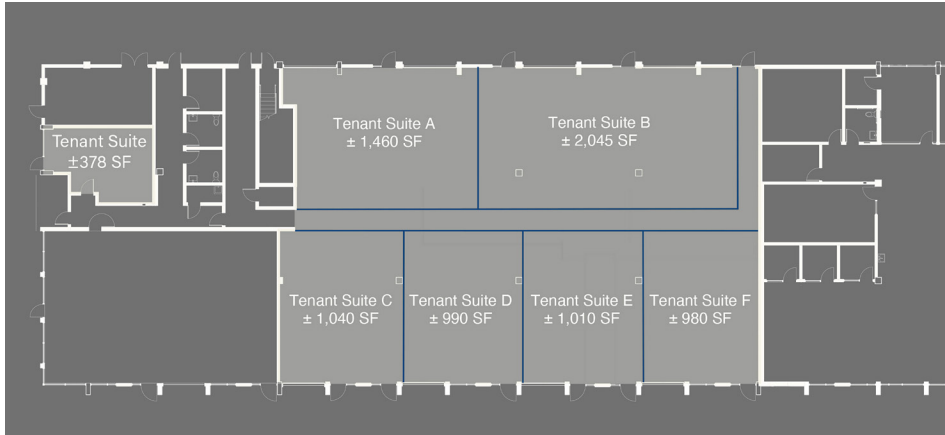 Tenant Suite A
± 1,460 SF
Tenant Suite B
± 2,045 SF
Tenant Suite
±378 SF
Tenant Suite C
± 1,040 SF
Tenant Suite D
± 990 SF
Tenant Suite E
± 1,010 SF
Tenant Suite F
± 980 SF